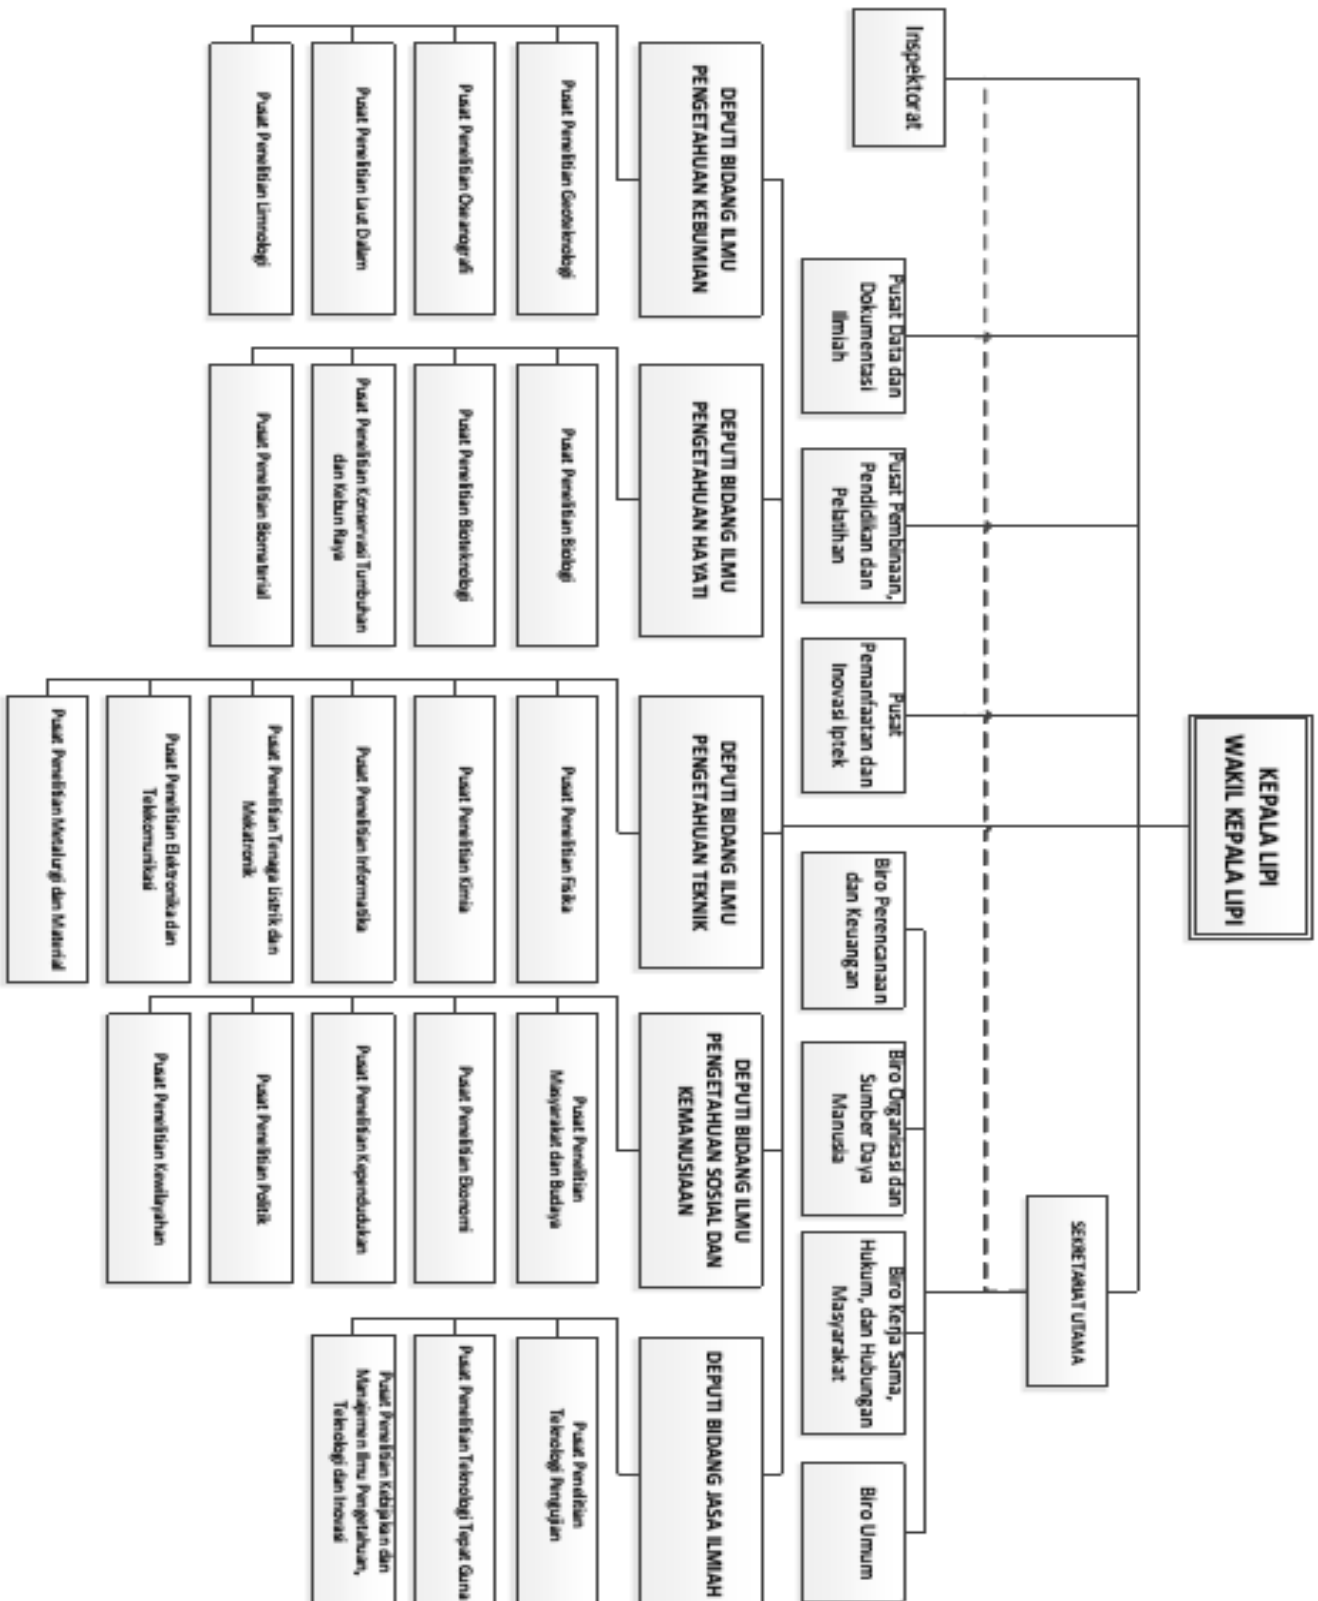 KEPALA LIPI
WAKIL KEPALA LIPI
SEKRETARIAT UTAMA
Inspektorat
Pusat Data dan
Dokumentasi
Ilmiah
Pusat Pembinaan,
Pendidikan dan
Pelatihan
Pusat
Pemanfaatan dan
Inovasi Iptek
Biro Perencanaan
dan Keuangan
Biro Organisasi dan
Sumber Daya
Manusia
Biro Kerja Sama,
Hukum, dan Hubungan
Masyarakat
Biro Umum
DEPUTI BIDANG ILMU
PENGETAHUAN KEBUMIAN
Pusat Penelitian Geoteknologi
Pusat Penelitian Oseanografi
Pusat Penelitian Laut Dalam
Pusat Penelitian Limnologi
DEPUTI BIDANG ILMU
PENGETAHUAN HAYATI
Pusat Penelitian Biologi
Pusat Penelitian Bioteknologi
Pusat Penelitian Konservasi Tumbuhan
dan Kebun Raya
Pusat Penelitian Biomaterial
DEPUTI BIDANG ILMU
PENGETAHUAN TEKNIK
Pusat Penelitian Fisika
Pusat Penelitian Kimia
Pusat Penelitian Informatika
Pusat Penelitian Tenaga Listrik dan
Mekatronik
Pusat Penelitian Elektronika dan
Telekomunikasi
Pusat Penelitian Metalurgi dan Material
DEPUTI BIDANG ILMU
PENGETAHUAN SOSIAL DAN
KEMANUSIAAN
Pusat Penelitian
Masyarakat dan Budaya
Pusat Penelitian Ekonomi
Pusat Penelitian Kependudukan
Pusat Penelitian Politik
Pusat Penelitian Kewilayahan
DEPUTI BIDANG JASA ILMIAH
Pusat Penelitian
Teknologi Pengujian
Pusat Penelitian Teknologi Tepat Guna
Pusat Penelitian Kebijakan dan
Manajemen Ilmu Pengetahuan,
Teknologi dan Inovasi